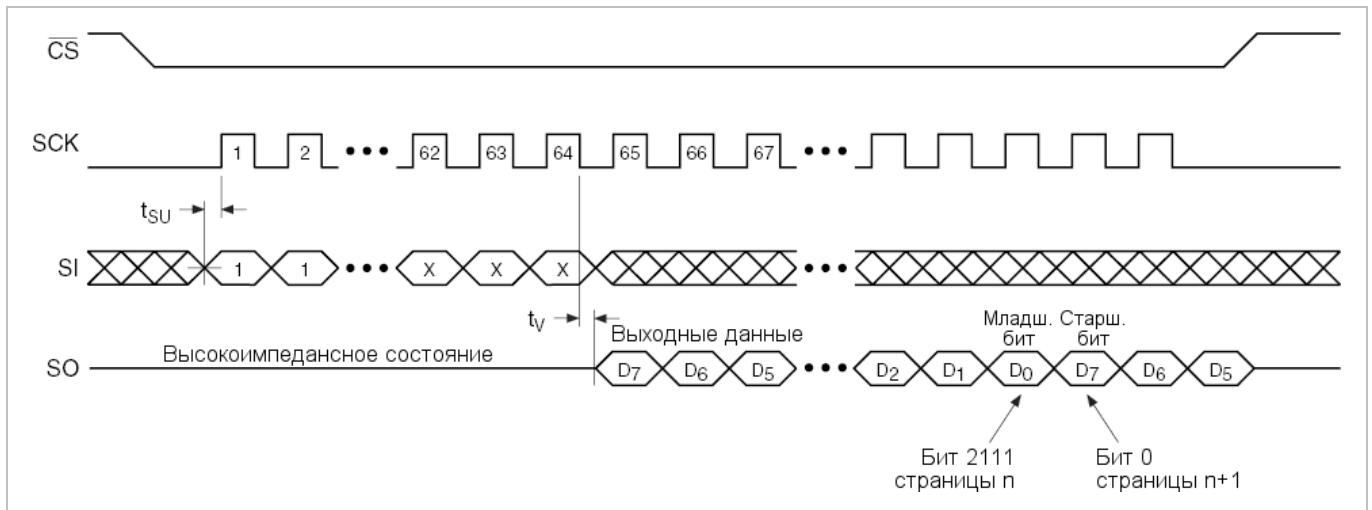 CS
SCK
1 2 ••• 62 63 64 65 66 67 •••
tSU
SI
1 1 ••• X X X •••
tV
Выходные данные
Младш. бит
Старш. бит
Высокоимпедансное состояние
SO
D7 D6 D5 ••• D2 D1 D0 D7 D6 D5
Бит 2111
страницы n
Бит 0
страницы n+1